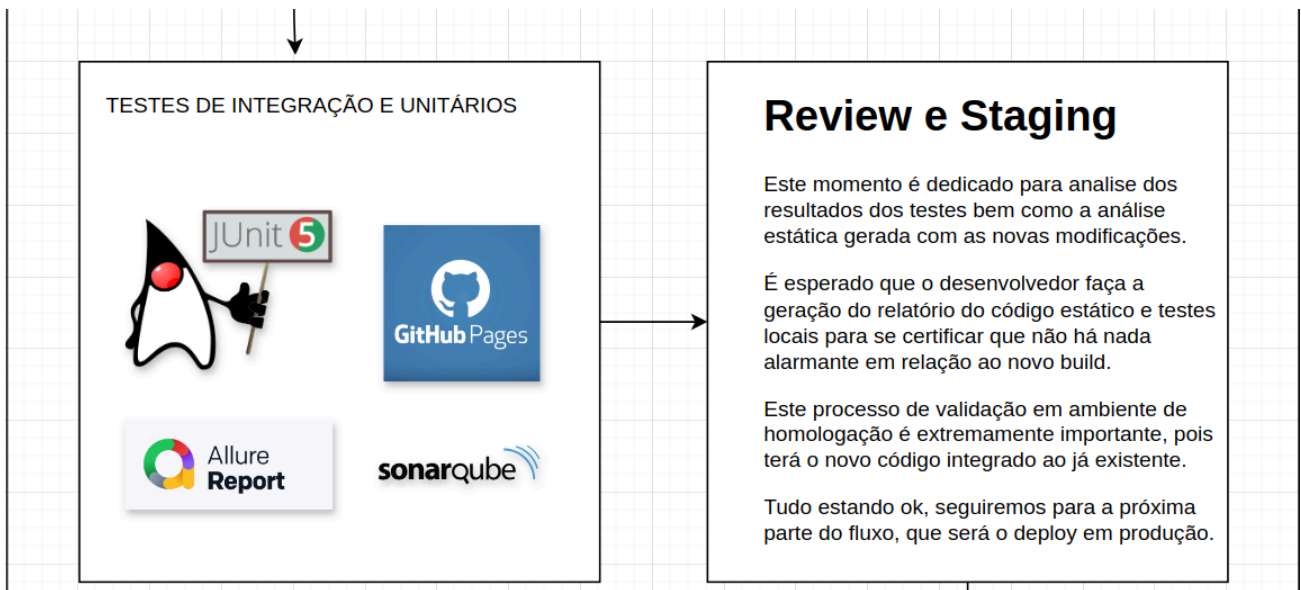 TESTES DE INTEGRAÇÃO E UNITÁRIOS
JUnit 5
GitHub Pages
Allure
Report
sonarqube
Review e Staging
Este momento é dedicado para analise dos
resultados dos testes bem como a análise
estática gerada com as novas modificações.
É esperado que o desenvolvedor faça a
geração do relatório do código estático e testes
locais para se certificar que não há nada
alarmante em relação ao novo build.
Este processo de validação em ambiente de
homologação é extremamente importante, pois
terá o novo código integrado ao já existente.
Tudo estando ok, seguiremos para a próxima
parte do fluxo, que será o deploy em produção.